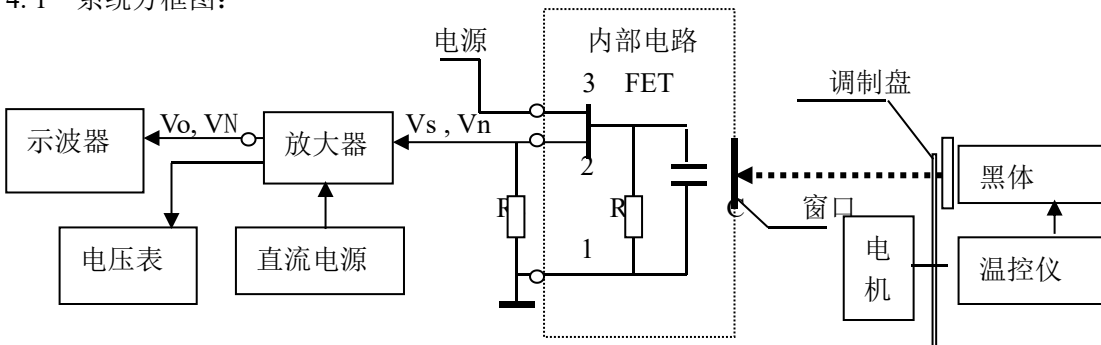 4. 1 系统方框图：
电源
内部电路
3 FET
调制盘
示波器
Vo, VN
放大器
Vs , Vn
2
黑体
R
R
C
窗口
1
电压表
直流电源
电机
温控仪